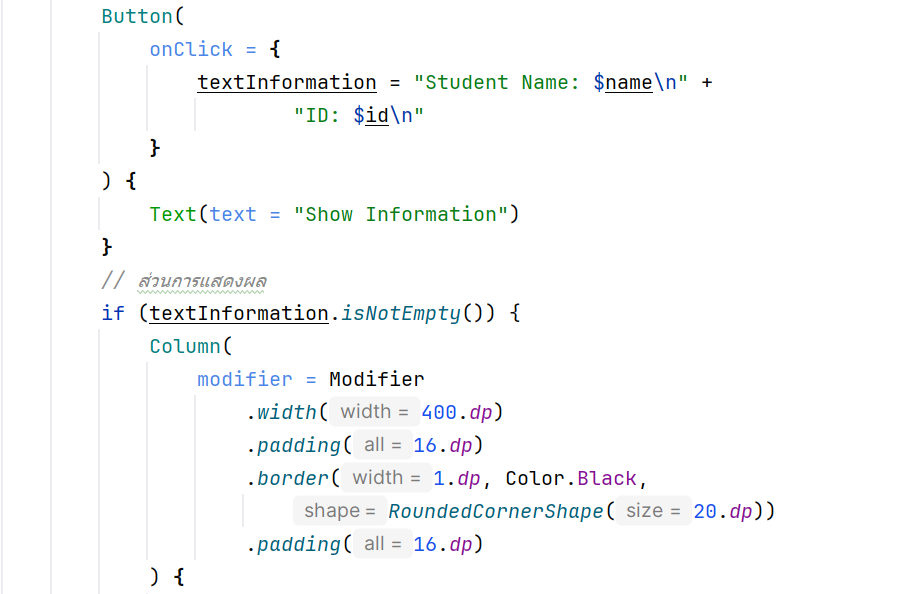 Button(
onClick = {
textInformation = "Student Name: $name\n" +
"ID: $id\n"
}
) {
Text(text = "Show Information")
}
// ส่วนการแสดงผล
if (textInformation.isNotEmpty()) {
Column(
modifier = Modifier
.width( width = 400.dp)
.padding( all = 16.dp)
.border( width = 1.dp, Color.Black,
shape = RoundedCornerShape( size = 20.dp))
.padding( all = 16.dp)
) {